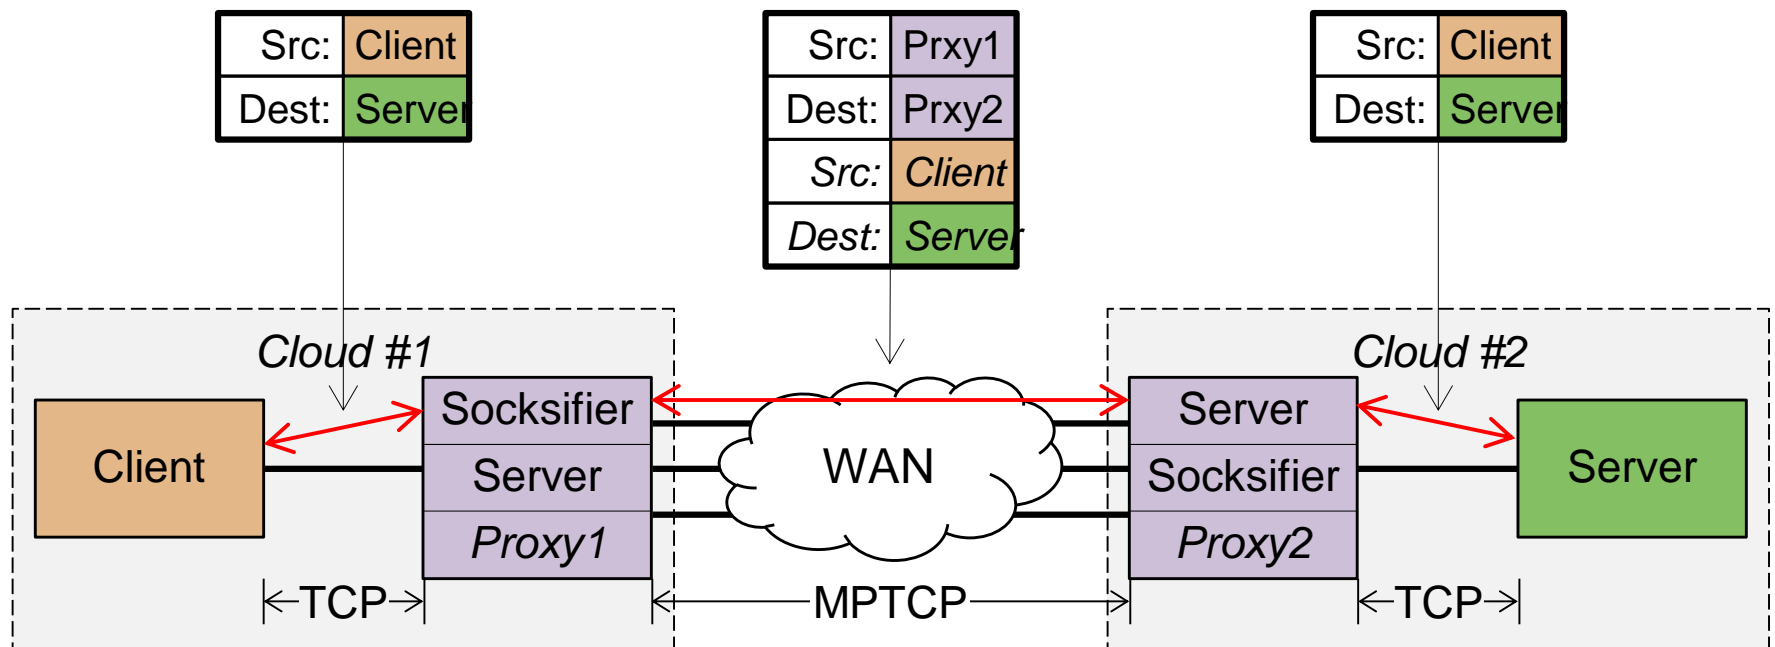 Src: Client
Dest: Server
Src: Prxy1
Dest: Prxy2
Src: Client
Dest: Server
Src: Client
Dest: Server
Cloud #1
Cloud #2
Client
Socksifier
Server
Proxy1
WAN
Server
Socksifier
Proxy2
Server
TCP
MPTCP
TCP